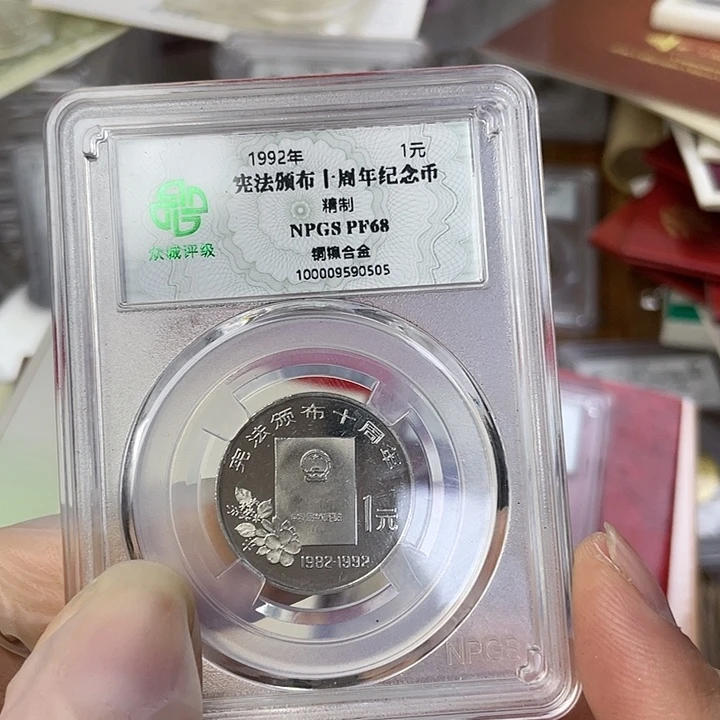 1992年 1元
宪法颁布十周年纪念币
精制
NPGS PF68
众诚评级
铜镍合金
100009590505
宪法颁布十周年
1元
1982-1992
NPGS